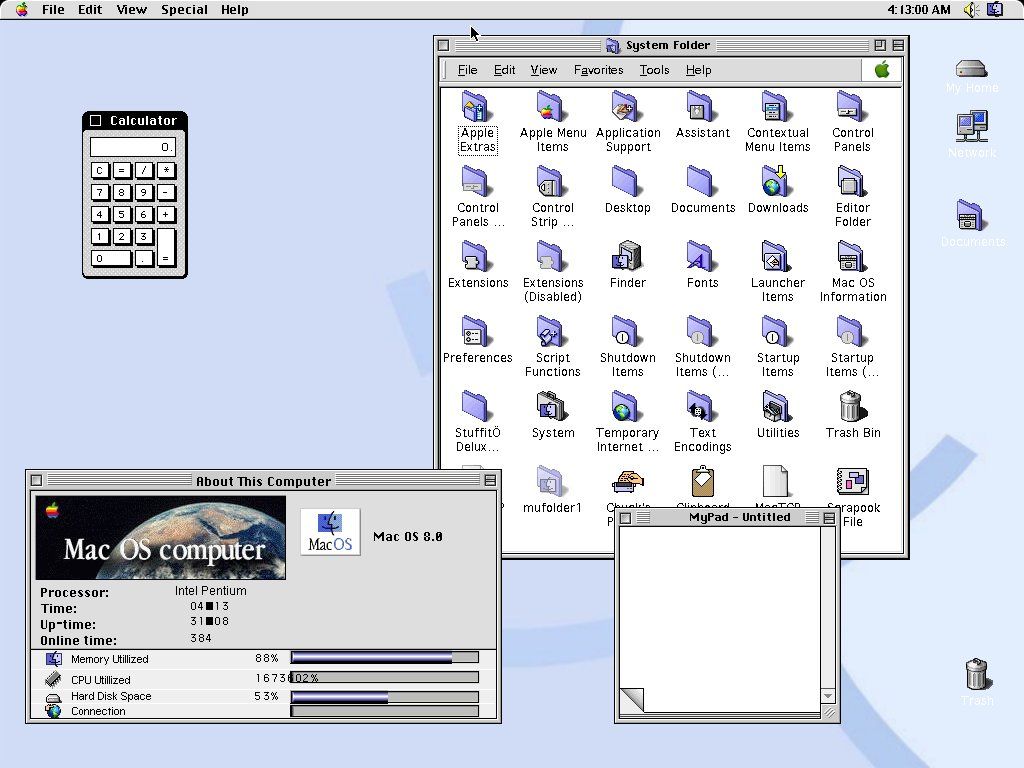 File Edit View Special Help 4:13:00 AM
System Folder
File Edit View Favorites Tools Help
Apple Extras
Apple Menu Items
Application Support
Assistant
Contextual Menu Items
Control Panels
Control Panels ...
Control Strip ...
Desktop
Documents
Downloads
Editor Folder
Extensions
Extensions (Disabled)
Finder
Fonts
Launcher Items
Mac OS Information
Preferences
Script Functions
Shutdown Items
Shutdown Items (...
Startup Items
Startup Items (...
StuffitÖ Delux...
System
Temporary Internet ...
Text Encodings
Utilities
Trash Bin
mufolder1
Clipboard
MacTCP
Scrapook File
My Home
Network
Documents
Trash
Calculator
0.
C = / *
7 8 9 -
4 5 6 +
1 2 3
0 . =
About This Computer
Mac OS computer
MacOS
Mac OS 8.0
Processor: Intel Pentium
Time: 04■13
Up-time: 31■08
Online time: 384
Memory Utillized 88%
CPU Utillized
Hard Disk Space 53%
Connection
MyPad - Untitled